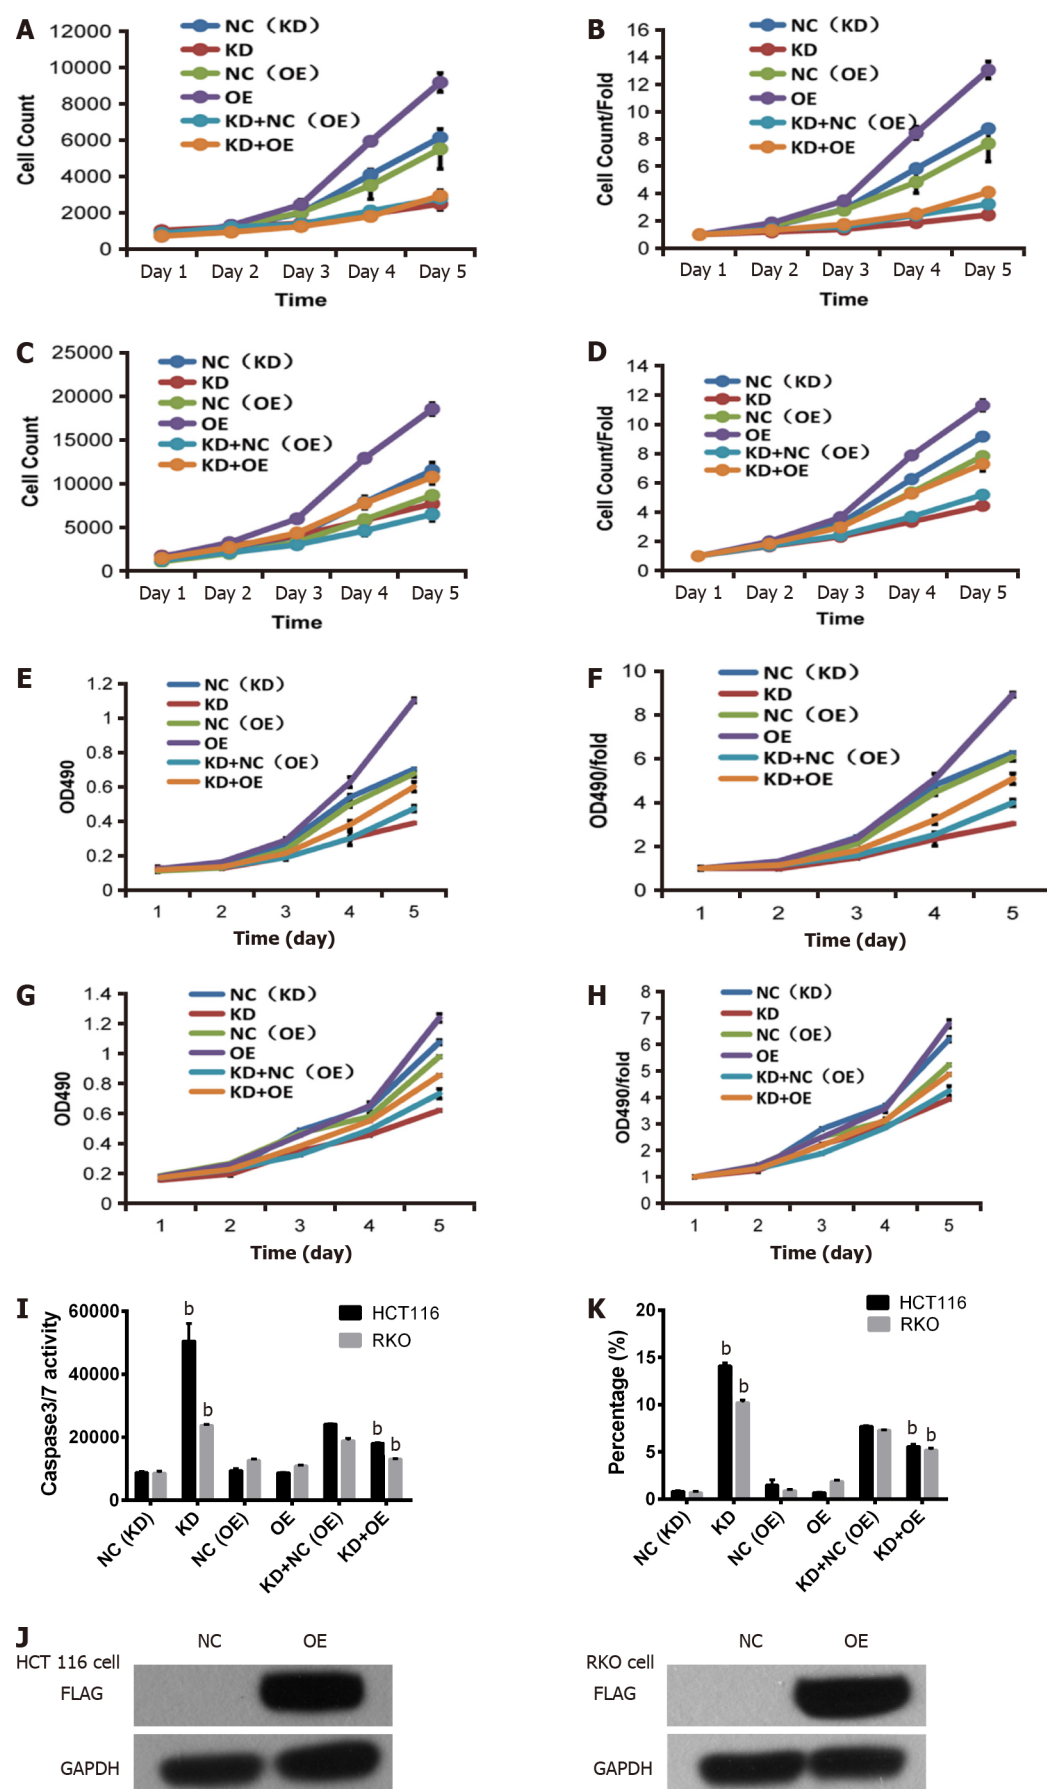 A
Cell Count
12000
10000
8000
6000
4000
2000
0
NC（KD）
KD
NC（OE）
OE
KD+NC（OE）
KD+OE
Day 1 Day 2 Day 3 Day 4 Day 5
Time
B
Cell Count/Fold
16
14
12
10
8
6
4
2
0
NC（KD）
KD
NC（OE）
OE
KD+NC（OE）
KD+OE
Day 1 Day 2 Day 3 Day 4 Day 5
Time
C
Cell Count
25000
20000
15000
10000
5000
0
NC（KD）
KD
NC（OE）
OE
KD+NC（OE）
KD+OE
Day 1 Day 2 Day 3 Day 4 Day 5
Time
D
Cell Count/Fold
14
12
10
8
6
4
2
0
NC（KD）
KD
NC（OE）
OE
KD+NC（OE）
KD+OE
Day 1 Day 2 Day 3 Day 4 Day 5
Time
E
OD490
1.2
1
0.8
0.6
0.4
0.2
0
NC（KD）
KD
NC（OE）
OE
KD+NC（OE）
KD+OE
1 2 3 4 5
Time (day)
F
OD490/fold
10
8
6
4
2
0
NC（KD）
KD
NC（OE）
OE
KD+NC（OE）
KD+OE
1 2 3 4 5
Time (day)
G
OD490
1.4
1.2
1
0.8
0.6
0.4
0.2
0
NC（KD）
KD
NC（OE）
OE
KD+NC（OE）
KD+OE
1 2 3 4 5
Time (day)
H
OD490/fold
8
7
6
5
4
3
2
1
0
NC（KD）
KD
NC（OE）
OE
KD+NC（OE）
KD+OE
1 2 3 4 5
Time (day)
I
Caspase3/7 activity
60000
40000
20000
0
HCT116
RKO
b
b
b
b
NC (KD) KD NC (OE) OE KD+NC (OE) KD+OE
K
Percentage (%)
20
15
10
5
0
HCT116
RKO
b
b
b
b
NC (KD) KD NC (OE) OE KD+NC (OE) KD+OE
J
NC OE
HCT 116 cell
FLAG
GAPDH
NC OE
RKO cell
FLAG
GAPDH